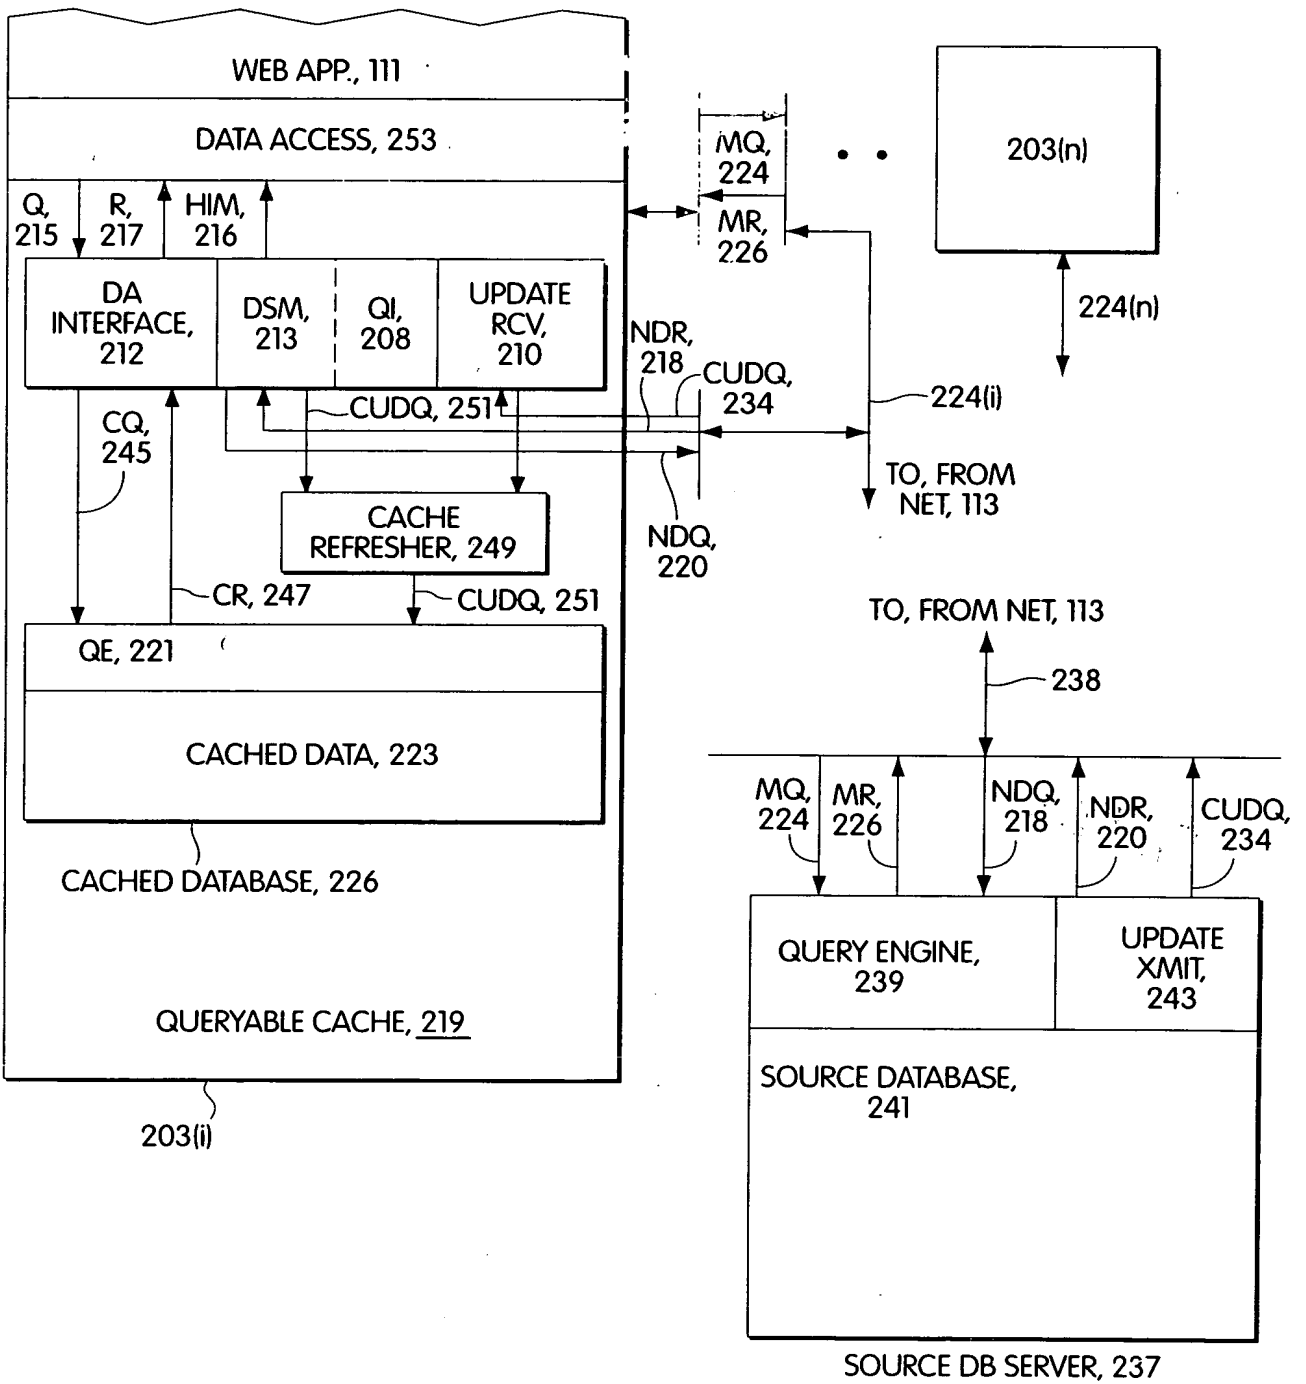 WEB APP., 111
DATA ACCESS, 253
Q,
215
R,
217
HIM,
216
DA
INTERFACE,
212
DSM,
213
QI,
208
UPDATE
RCV,
210
CQ,
245
CUDQ, 251
CACHE
REFRESHER, 249
CR, 247
CUDQ, 251
QE, 221
CACHED DATA, 223
CACHED DATABASE, 226
QUERYABLE CACHE, 219
203(i)
MQ,
224
MR,
226
203(n)
224(n)
NDR,
218
CUDQ,
234
224(i)
TO, FROM
NET, 113
NDQ,
220
TO, FROM NET, 113
238
MQ,
224
MR,
226
NDQ,
218
NDR,
220
CUDQ,
234
QUERY ENGINE,
239
UPDATE
XMIT,
243
SOURCE DATABASE,
241
SOURCE DB SERVER, 237